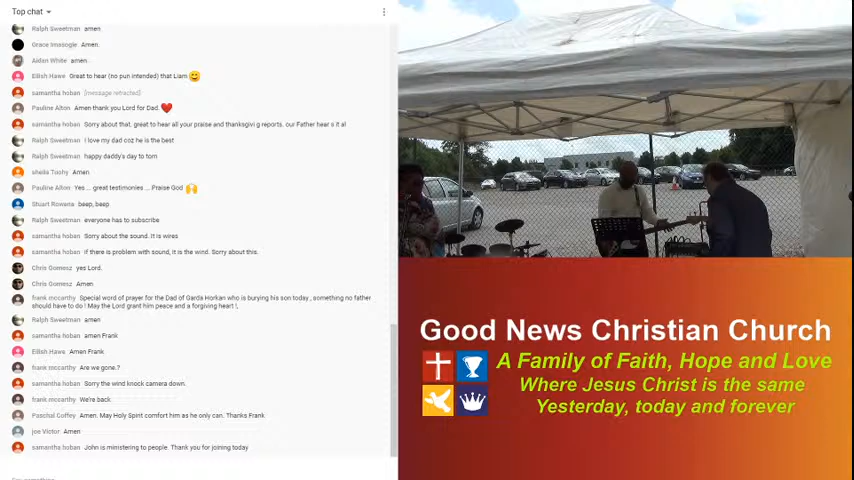 Top chat
Ralph Sweetman amen
Grace Imasogie Amen.
Aidan White amen
Eilish Hawe Great to hear (no pun intended) that Liam
samantha hoban [message retracted]
Pauline Alton Amen thank you Lord for Dad.
samantha hoban Sorry about that, great to hear all your praise and thanksgivi g reports. our Father hear s it al
Ralph Sweetman I love my dad coz he is the best
Ralph Sweetman happy daddy's day to tom
sheila Toohy Amen
Pauline Alton Yes ... great testimonies .... Praise God
Stuart Rowana beep, beep
Ralph Sweetman everyone has to subscribe
samantha hoban Sorry about the sound. It is wires
samantha hoban If there is problem with sound, it is the wind. Sorry about this.
Chris Gomesz yes Lord.
Chris Gomesz Amen
frank mccarthy Special word of prayer for the Dad of Garda Horkan who is burying his son today , something no father
should have to do ! May the Lord grant him peace and a forgiving heart !,
Ralph Sweetman amen
samantha hoban amen Frank
Eilish Hawe Amen Frank
frank mccarthy Are we gone.?
samantha hoban Sorry the wind knock camera down.
frank mccarthy We're back
Paschal Coffey Amen. May Holy Spirit comfort him as he only can. Thanks Frank
joe Victor Amen
samantha hoban John is ministering to people. Thank you for joining today
Good News Christian Church
A Family of Faith, Hope and Love
Where Jesus Christ is the same
Yesterday, today and forever